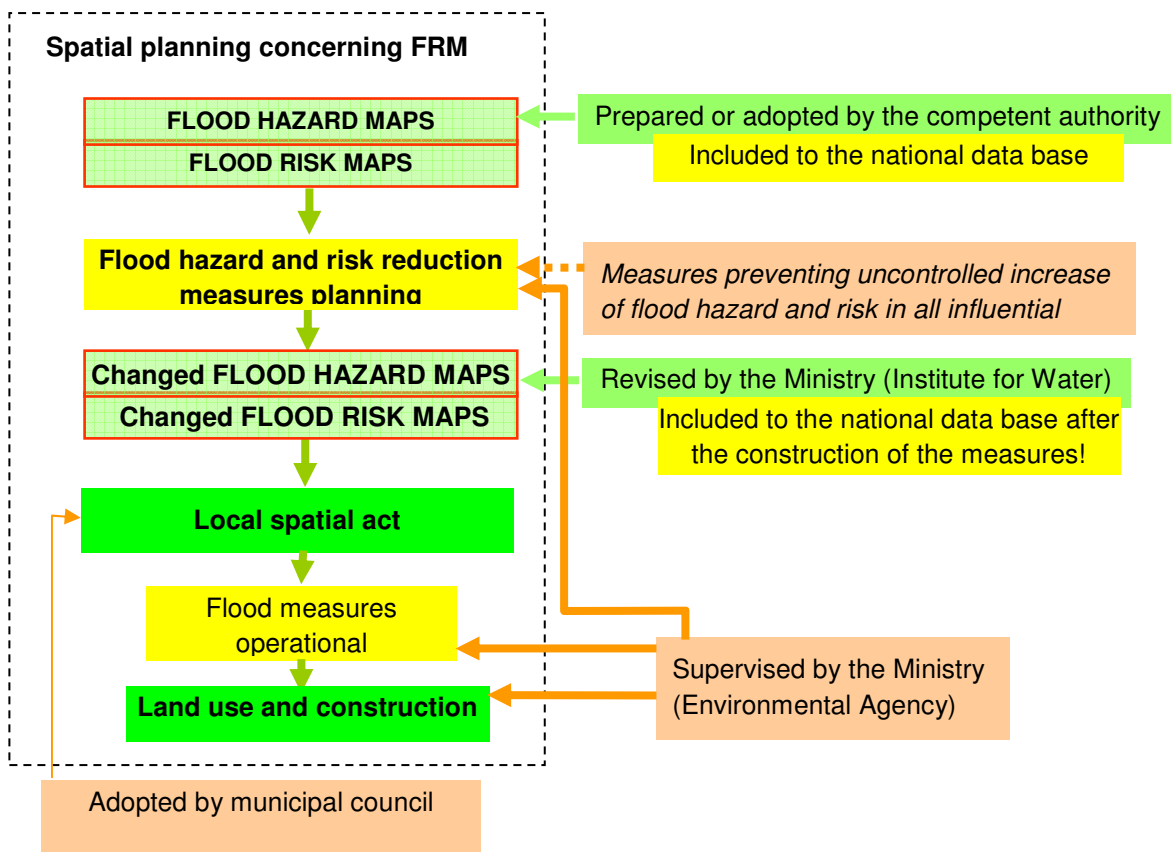 Spatial planning concerning FRM
FLOOD HAZARD MAPS
FLOOD RISK MAPS
Prepared or adopted by the competent authority
Included to the national data base
Flood hazard and risk reduction
measures planning
Measures preventing uncontrolled increase
of flood hazard and risk in all influential
Changed FLOOD HAZARD MAPS
Changed FLOOD RISK MAPS
Revised by the Ministry (Institute for Water)
Included to the national data base after
the construction of the measures!
Local spatial act
Flood measures
operational
Land use and construction
Supervised by the Ministry
(Environmental Agency)
Adopted by municipal council